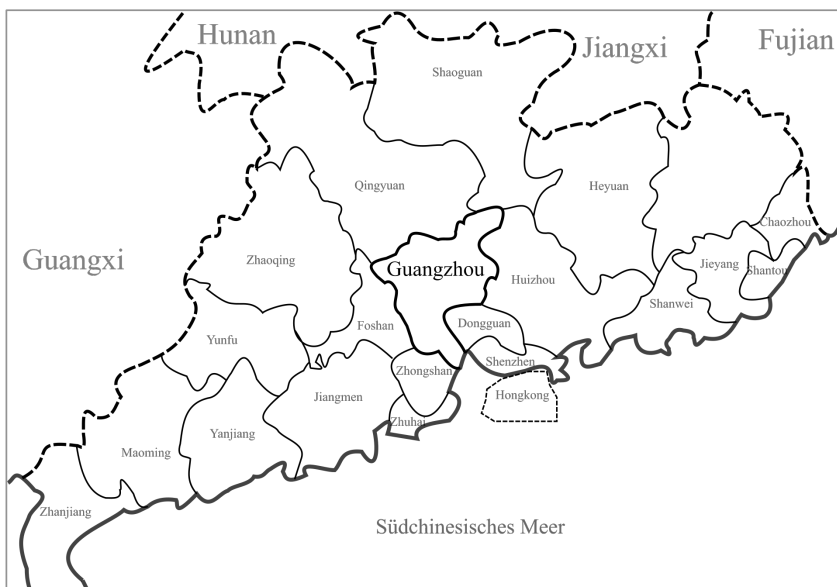 Hunan
Jiangxi
Fujian
Shaoguan
Qingyuan
Heyuan
Chaozhou
Guangxi
Zhaoqing
Guangzhou
Huizhou
Jieyang
Shantou
Shanwei
Foshan
Dongguan
Yunfu
Shenzhen
Zhongshan
Hongkong
Jiangmen
Zhuhai
Yanjiang
Maoming
Zhanjiang
Südchinesisches Meer